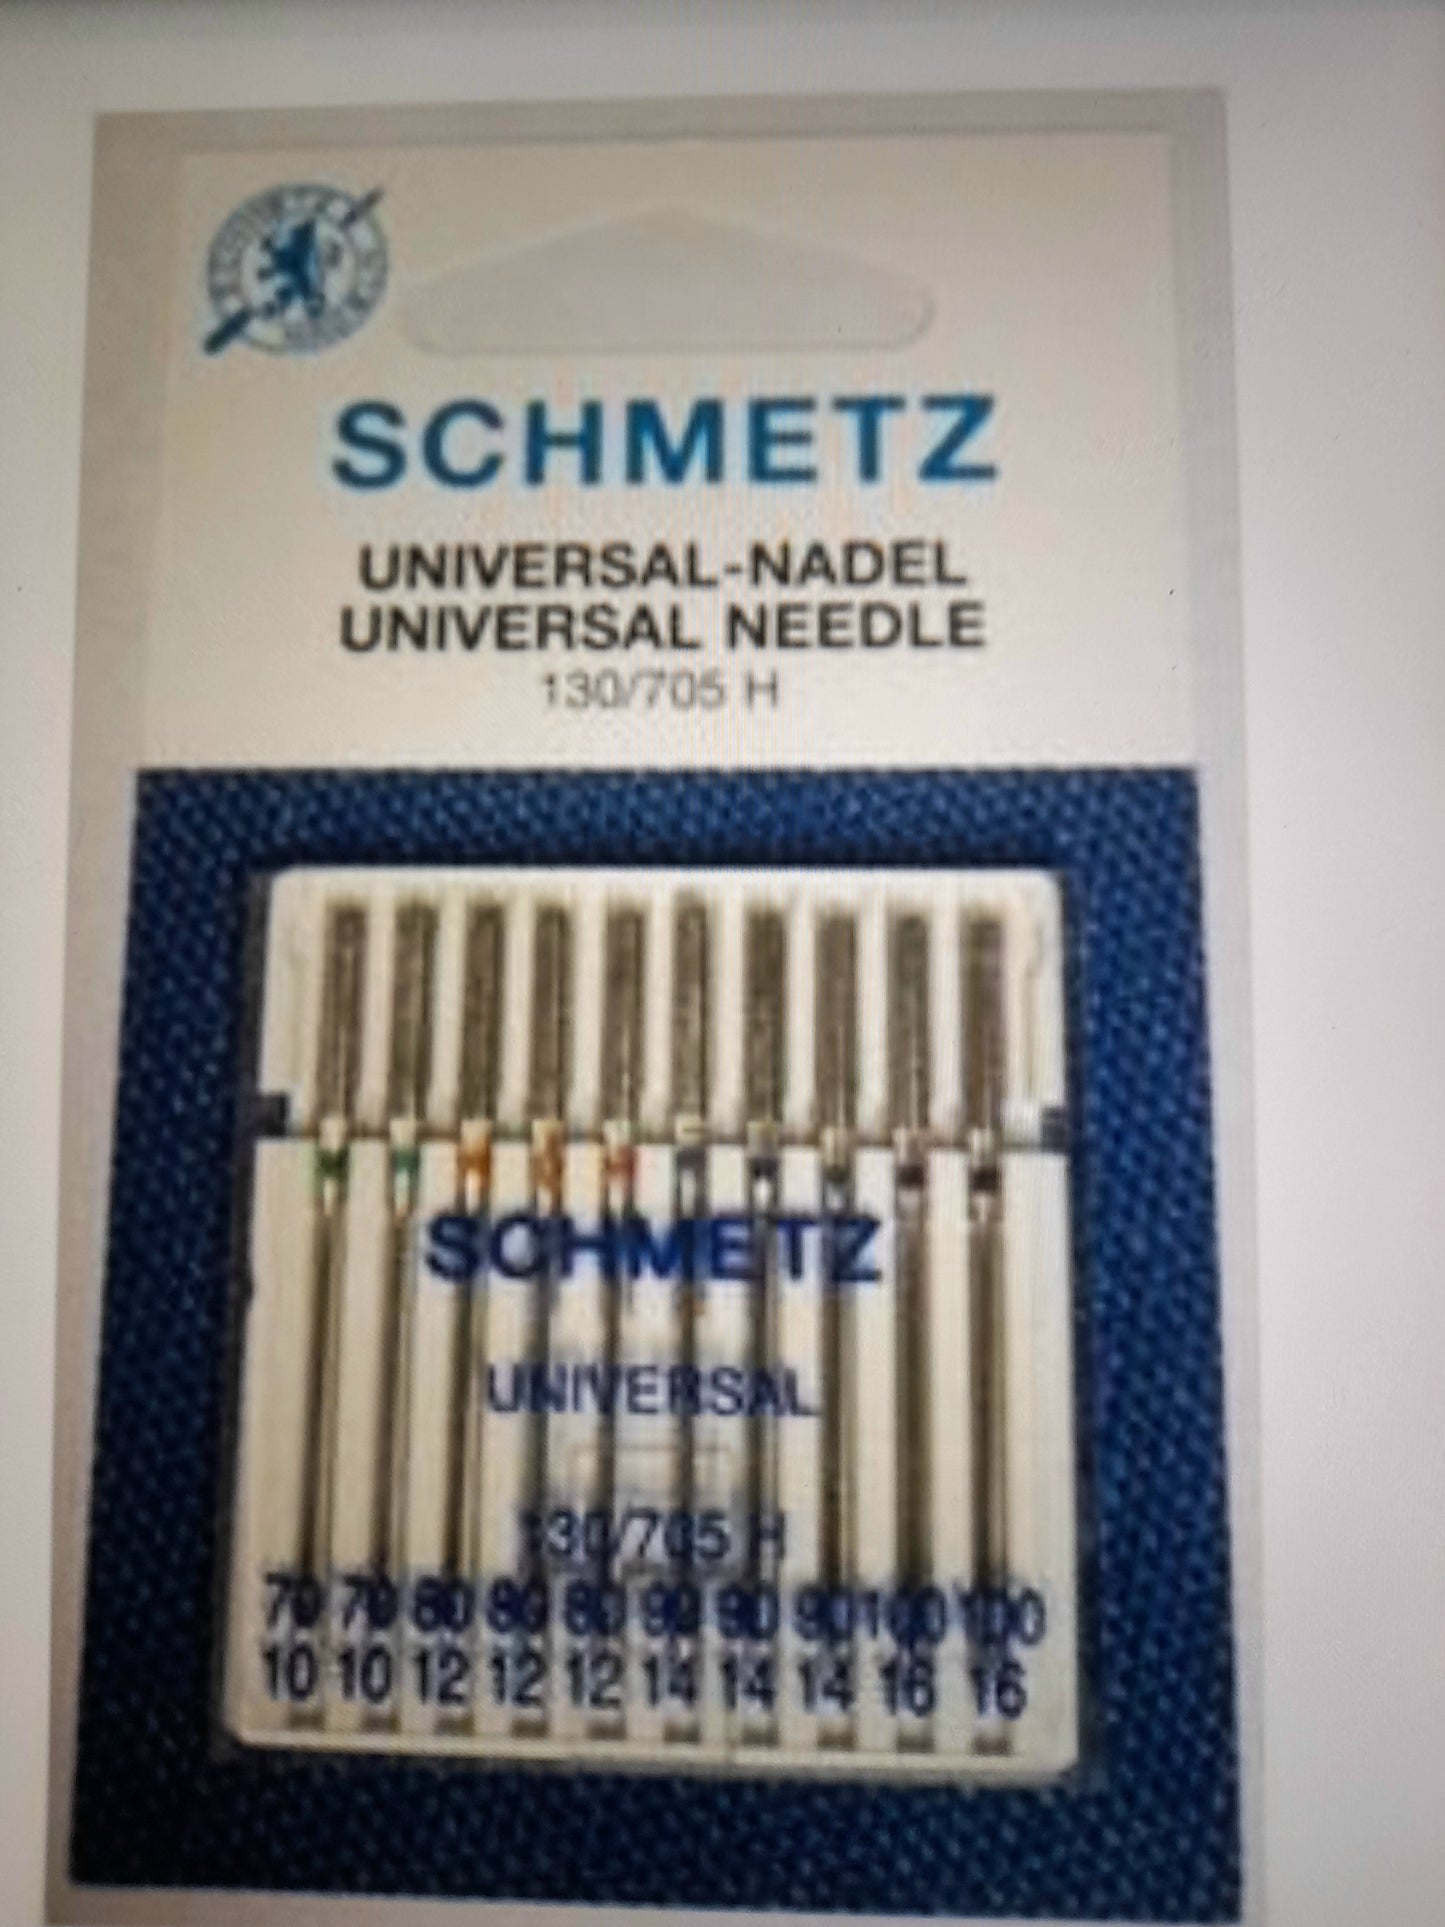 SCHMETZ
UNIVERSAL-NADEL
UNIVERSAL NEEDLE
130/705 H
SCHMETZ
UNIVERSAL
130/705 H
70 70 80 80 80 90 90 90 100 100
10 10 12 12 12 14 14 14 16 16